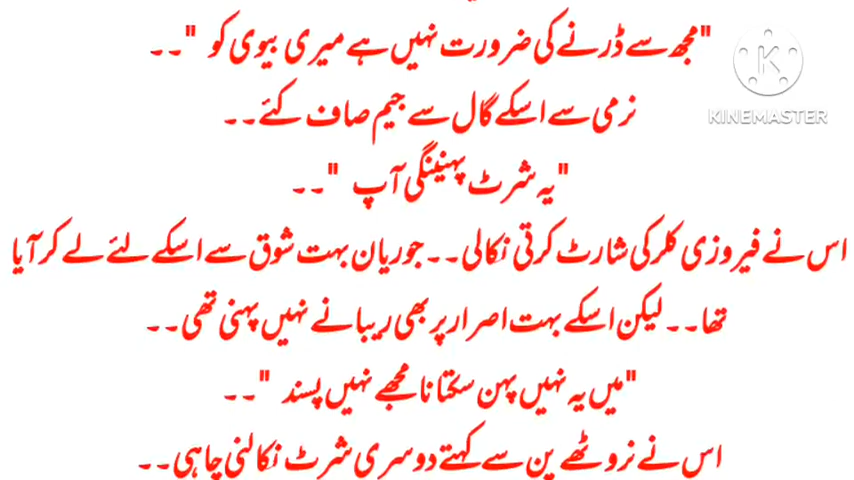 "مجھ سے ڈرنے کی ضرورت نہیں ہے میری بیوی کو "۔۔
KINEMASTER
نرمی سے اسکے گال سے جیم صاف کئے۔۔
"یہ شرٹ پہنینگی آپ "۔۔
اس نے فیروزی کلر کی شارٹ کرتی نکالی۔۔جو ریان بہت شوق سے اسکے لئے لے کر آیا
تھا۔۔لیکن اسکے بہت اصرار پر بھی ریبا نے نہیں پہنی تھی۔۔
"میں یہ نہیں پہن سکتا نا مجھے نہیں پسند "۔۔
اس نے نروٹھے پن سے کہتے دوسری شرٹ نکالنی چاہی۔۔